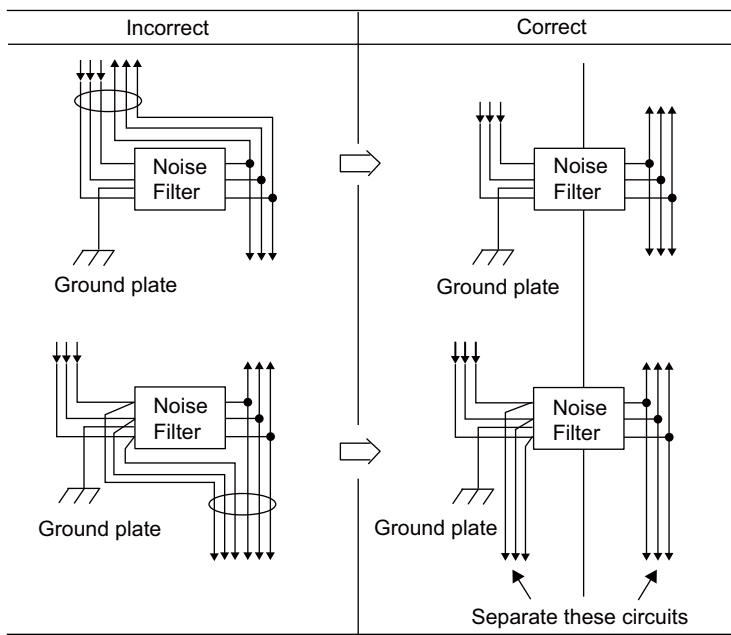 Incorrect
Correct
Noise
Filter
Ground plate
Noise
Filter
Ground plate
Noise
Filter
Ground plate
Noise
Filter
Ground plate
Separate these circuits